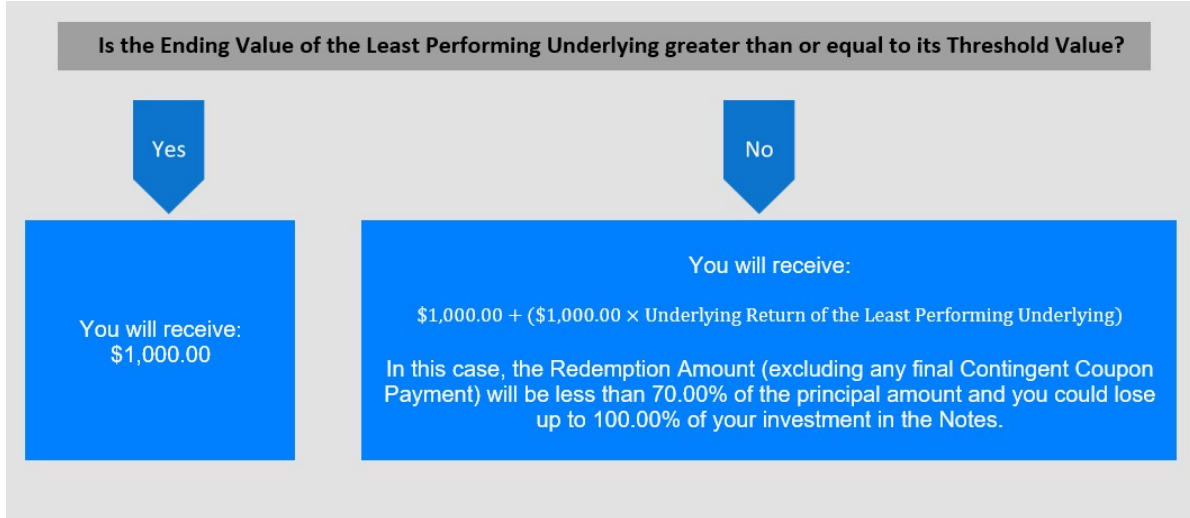 Is the Ending Value of the Least Performing Underlying greater than or equal to its Threshold Value?
Yes
No
You will receive:
$1,000.00
You will receive:
$1,000.00 + ($1,000.00 × Underlying Return of the Least Performing Underlying)
In this case, the Redemption Amount (excluding any final Contingent Coupon
Payment) will be less than 70.00% of the principal amount and you could lose
up to 100.00% of your investment in the Notes.